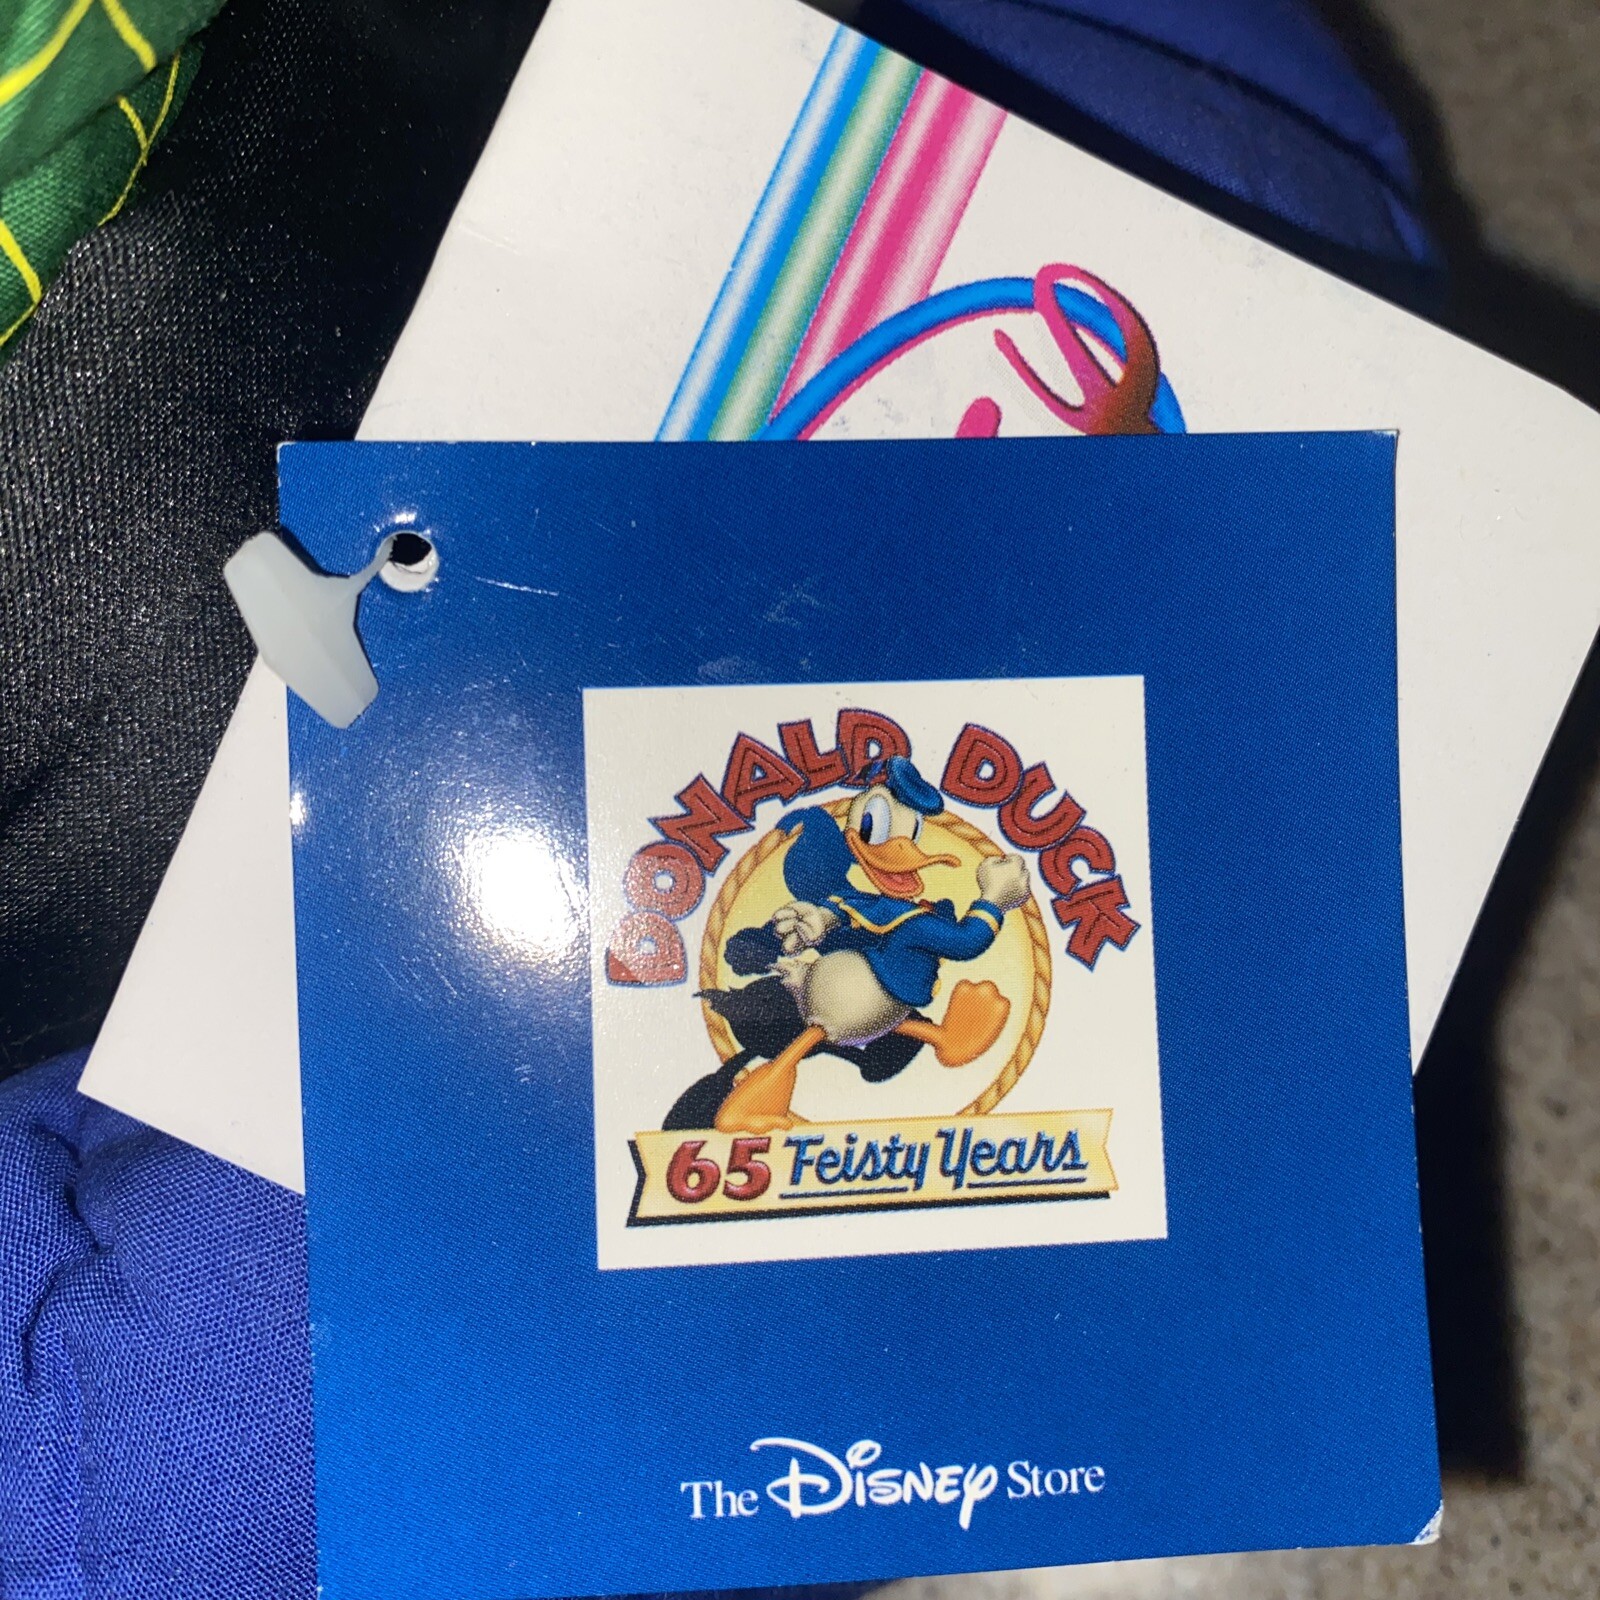 DONALD DUCK
65 Feisty Years
The Disney Store